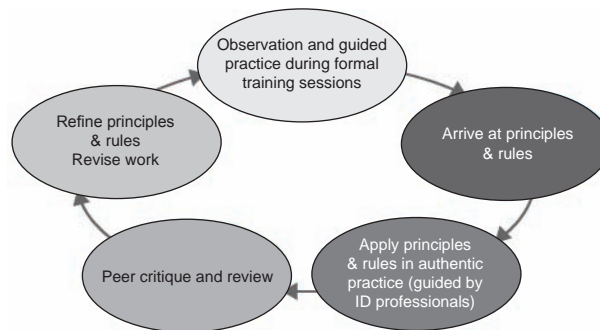 Observation and guided
practice during formal
training sessions
Arrive at principles
& rules
Apply principles
& rules in authentic
practice (guided by
ID professionals)
Peer critique and review
Refine principles
& rules
Revise work